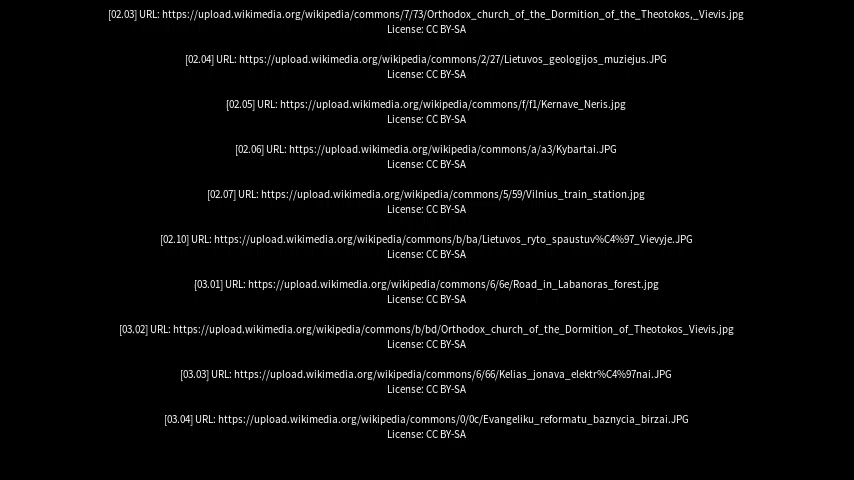 [02.03] URL: https://upload.wikimedia.org/wikipedia/commons/7/73/Orthodox_church_of_the_Dormition_of_the_Theotokos,_Vievis.jpg
License: CC BY-SA
[02.04] URL: https://upload.wikimedia.org/wikipedia/commons/2/27/Lietuvos_geologijos_muziejus.JPG
License: CC BY-SA
[02.05] URL: https://upload.wikimedia.org/wikipedia/commons/f/f1/Kernave_Neris.jpg
License: CC BY-SA
[02.06] URL: https://upload.wikimedia.org/wikipedia/commons/a/a3/Kybartai.JPG
License: CC BY-SA
[02.07] URL: https://upload.wikimedia.org/wikipedia/commons/5/59/Vilnius_train_station.jpg
License: CC BY-SA
[02.10] URL: https://upload.wikimedia.org/wikipedia/commons/b/ba/Lietuvos_ryto_spaustuv%C4%97_Vievyje.JPG
License: CC BY-SA
[03.01] URL: https://upload.wikimedia.org/wikipedia/commons/6/6e/Road_in_Labanoras_forest.jpg
License: CC BY-SA
[03.02] URL: https://upload.wikimedia.org/wikipedia/commons/b/bd/Orthodox_church_of_the_Dormition_of_Theotokos_Vievis.jpg
License: CC BY-SA
[03.03] URL: https://upload.wikimedia.org/wikipedia/commons/6/66/Kelias_jonava_elektr%C4%97nai.JPG
License: CC BY-SA
[03.04] URL: https://upload.wikimedia.org/wikipedia/commons/0/0c/Evangeliku_reformatu_baznycia_birzai.JPG
License: CC BY-SA